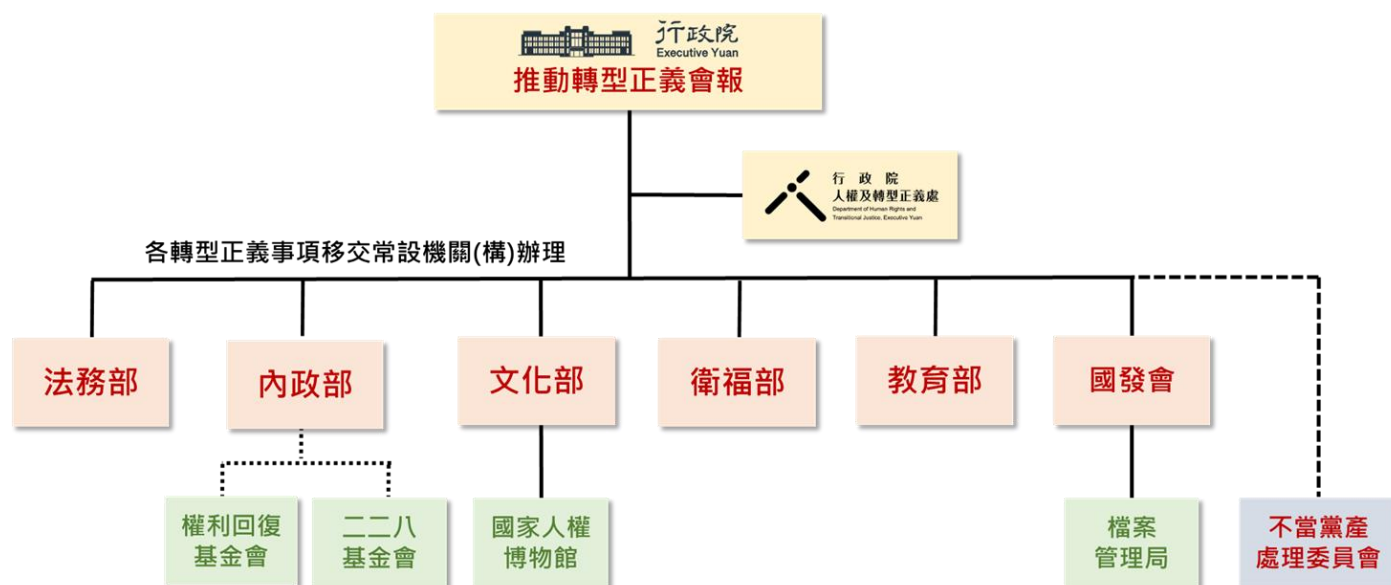 行政院
Executive Yuan
推動轉型正義會報
行政院
人權及轉型正義處
Department of Human Rights and
Transitional Justice, Executive Yuan
各轉型正義事項移交常設機關(構)辦理
法務部
內政部
文化部
衛福部
教育部
國發會
權利回復
基金會
二二八
基金會
國家人權
博物館
檔案
管理局
不當黨產
處理委員會